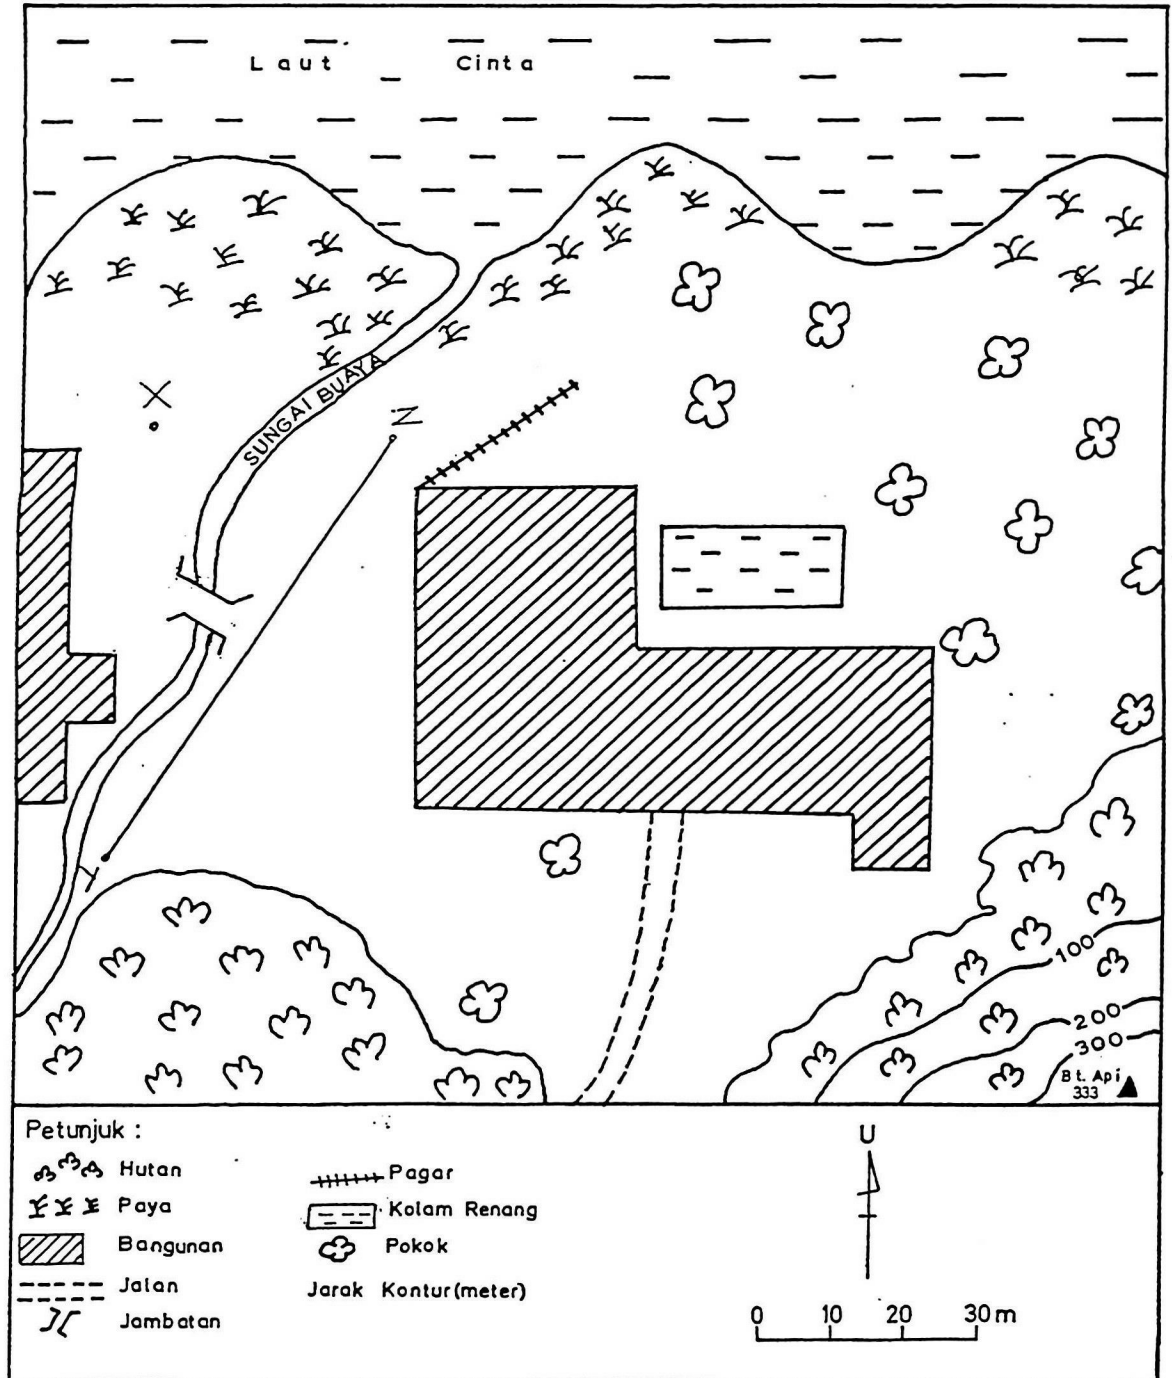 Laut Cinta
SUNGAI BUAYA
X
Z
Y
100
200
300
Bt. Api
333
Petunjuk :
Hutan
Paya
Bangunan
Jalan
Jambatan
Pagar
Kolam Renang
Pokok
Jarak Kontur (meter)
U
0 10 20 30 m